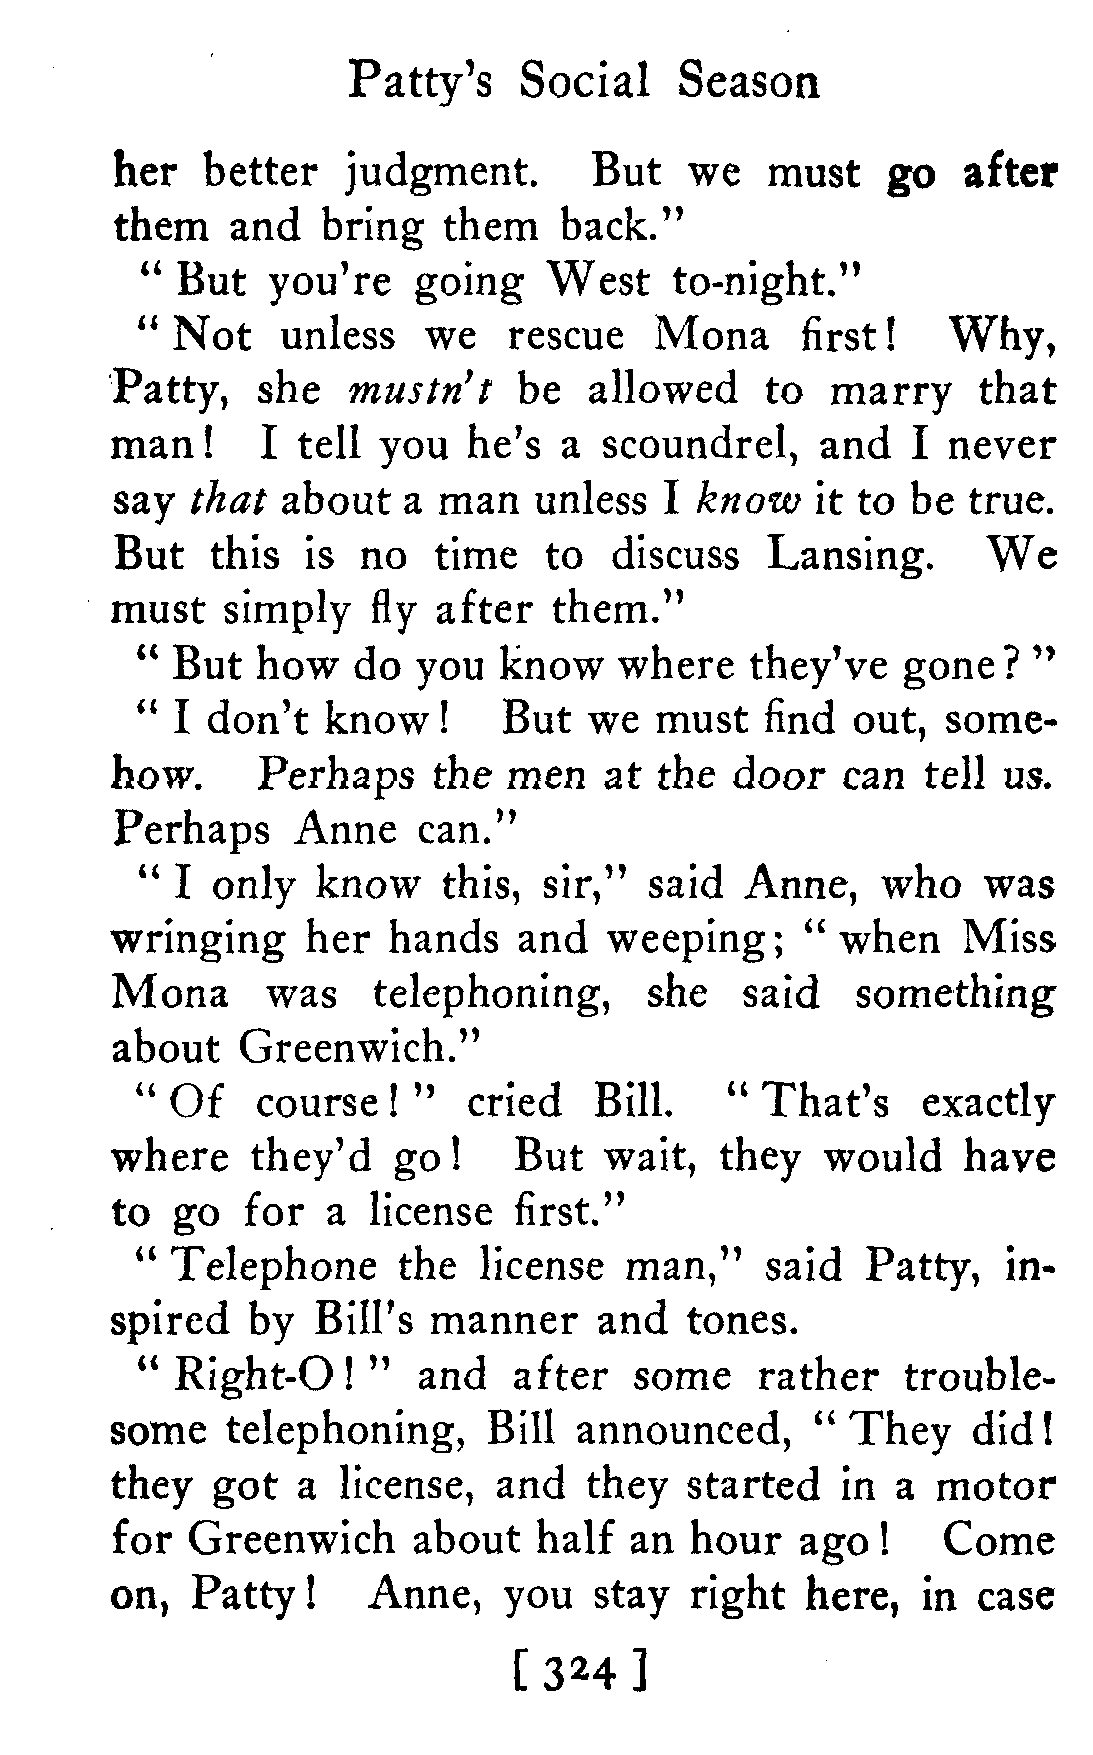 Patty's Social Season
her better judgment. But we must go after
them and bring them back."
" But you're going West to-night."
" Not unless we rescue Mona first! Why,
Patty, she mustn't be allowed to marry that
man! I tell you he's a scoundrel, and I never
say that about a man unless I know it to be true.
But this is no time to discuss Lansing. We
must simply fly after them."
" But how do you know where they've gone? "
" I don't know! But we must find out, some-
how. Perhaps the men at the door can tell us.
Perhaps Anne can."
" I only know this, sir," said Anne, who was
wringing her hands and weeping; " when Miss
Mona was telephoning, she said something
about Greenwich."
" Of course! " cried Bill. " That's exactly
where they'd go! But wait, they would have
to go for a license first."
" Telephone the license man," said Patty, in-
spired by Bill's manner and tones.
" Right-O! " and after some rather trouble-
some telephoning, Bill announced, " They did!
they got a license, and they started in a motor
for Greenwich about half an hour ago! Come
on, Patty! Anne, you stay right here, in case
[ 324 ]